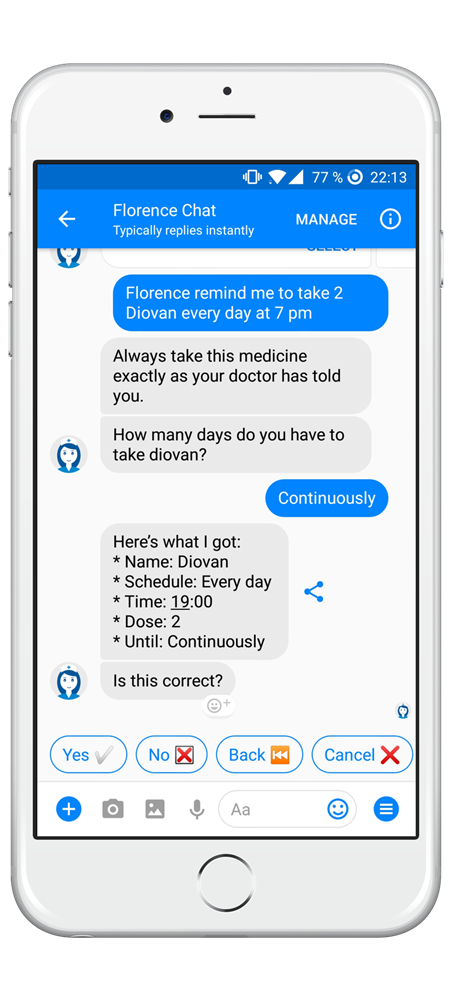 77 % 22:13
Florence Chat
Typically replies instantly
MANAGE
SELECT
Florence remind me to take 2
Diovan every day at 7 pm
Always take this medicine
exactly as your doctor has told
you.
How many days do you have to
take diovan?
Continuously
Here's what I got:
* Name: Diovan
* Schedule: Every day
* Time: 19:00
* Dose: 2
* Until: Continuously
Is this correct?
Yes No Back Cancel
Aa